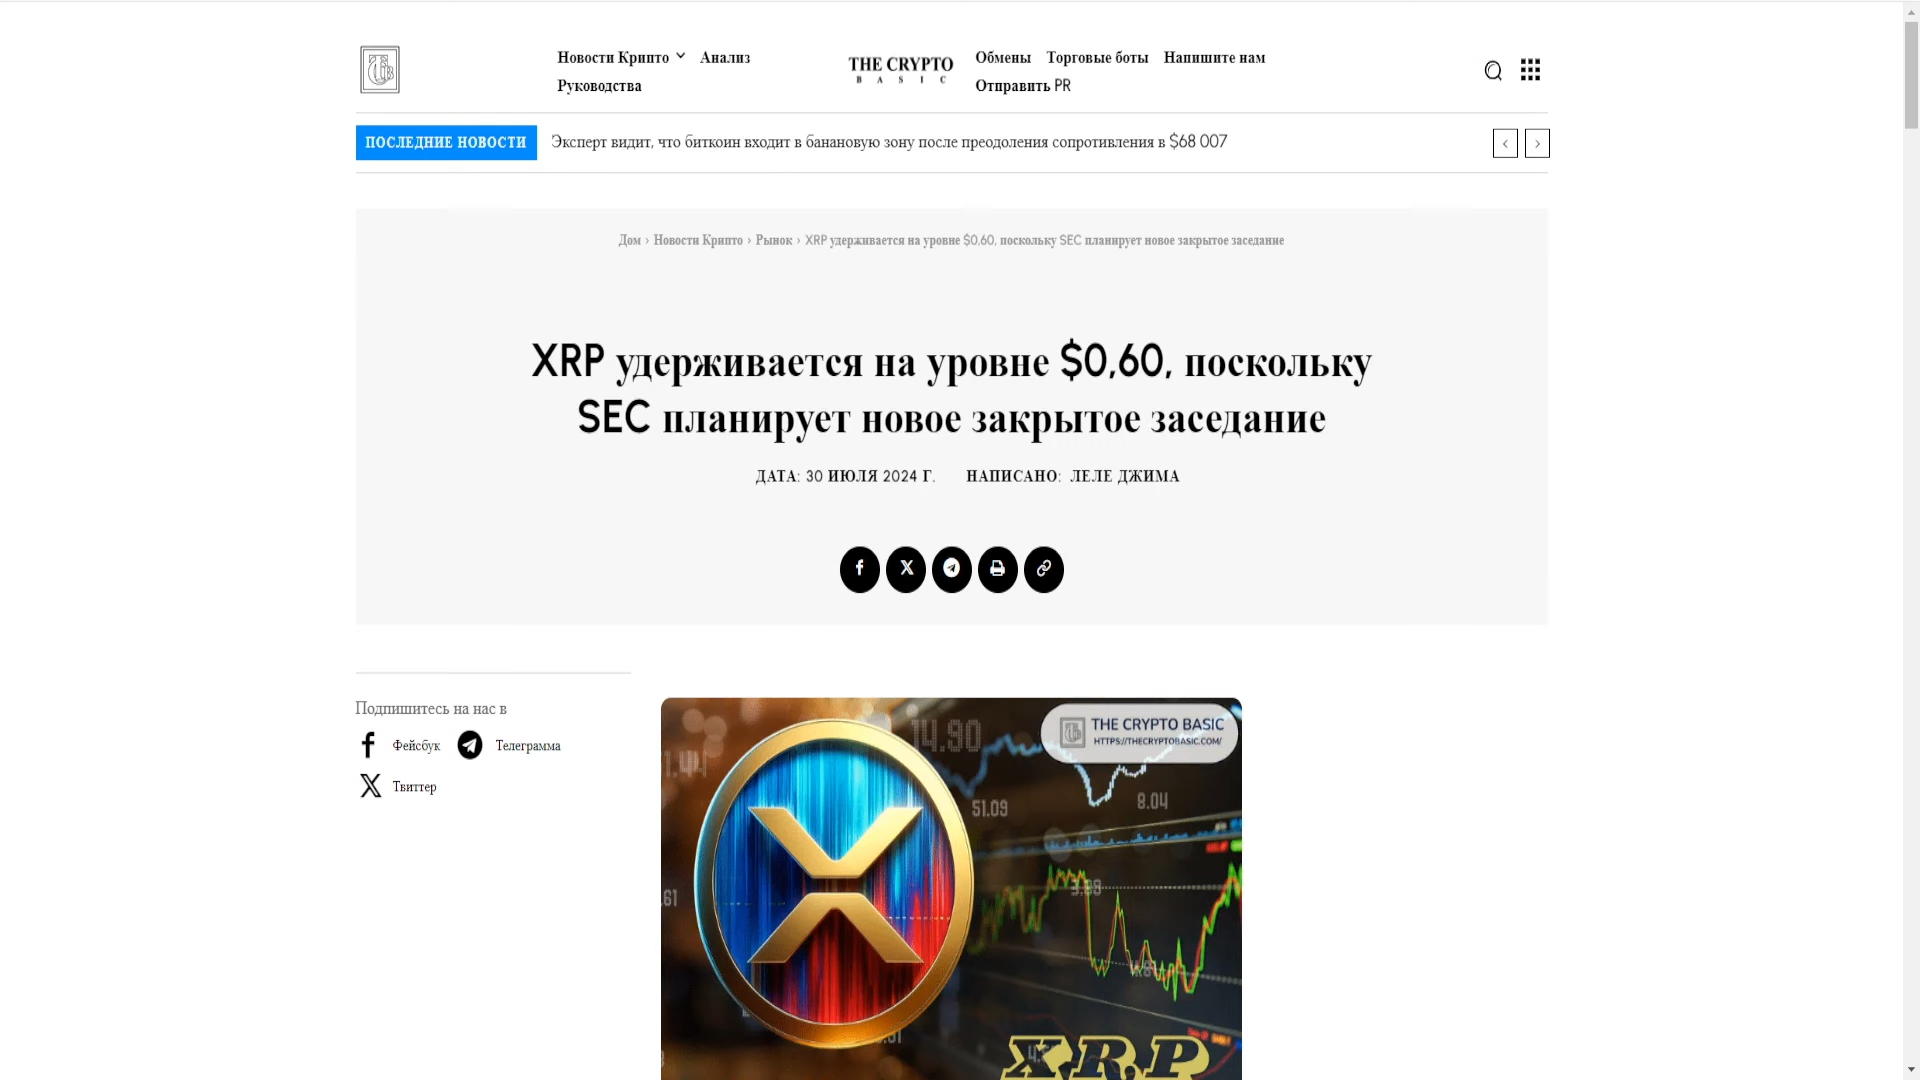 Новости Крипто
Анализ
Руководства
THE CRYPTO
BASIC
Обмены
Торговые боты
Напишите нам
Отправить PR
ПОСЛЕДНИЕ НОВОСТИ
Эксперт видит, что биткоин входит в банановую зону после преодоления сопротивления в $68 007
Дом › Новости Крипто › Рынок › XRP удерживается на уровне $0,60, поскольку SEC планирует новое закрытое заседание
XRP удерживается на уровне $0,60, поскольку
SEC планирует новое закрытое заседание
ДАТА: 30 ИЮЛЯ 2024 Г.
НАПИСАНО: ЛЕЛЕ ДЖИМА
Подпишитесь на нас в
Фейсбук
Телеграмма
Твиттер
THE CRYPTO BASIC
HTTPS://THECRYPTOBASIC.COM/
14.90
51.09
8.04
XRP